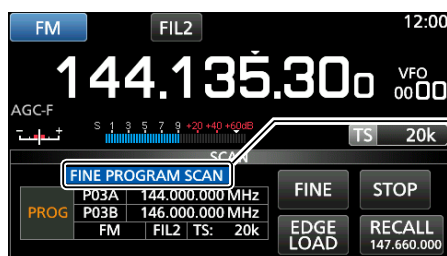 FM FIL2 12:00
144.135.300 VFO 00 00
AGC-F
- +
S 1 3 5 7 9 +20 +40 +60dB
TS 20k
SCAN
FINE PROGRAM SCAN
PROG
P03A 144.000.000 MHz
P03B 146.000.000 MHz
FM FIL2 TS: 20k
FINE STOP
EDGE LOAD
RECALL
147.660.000